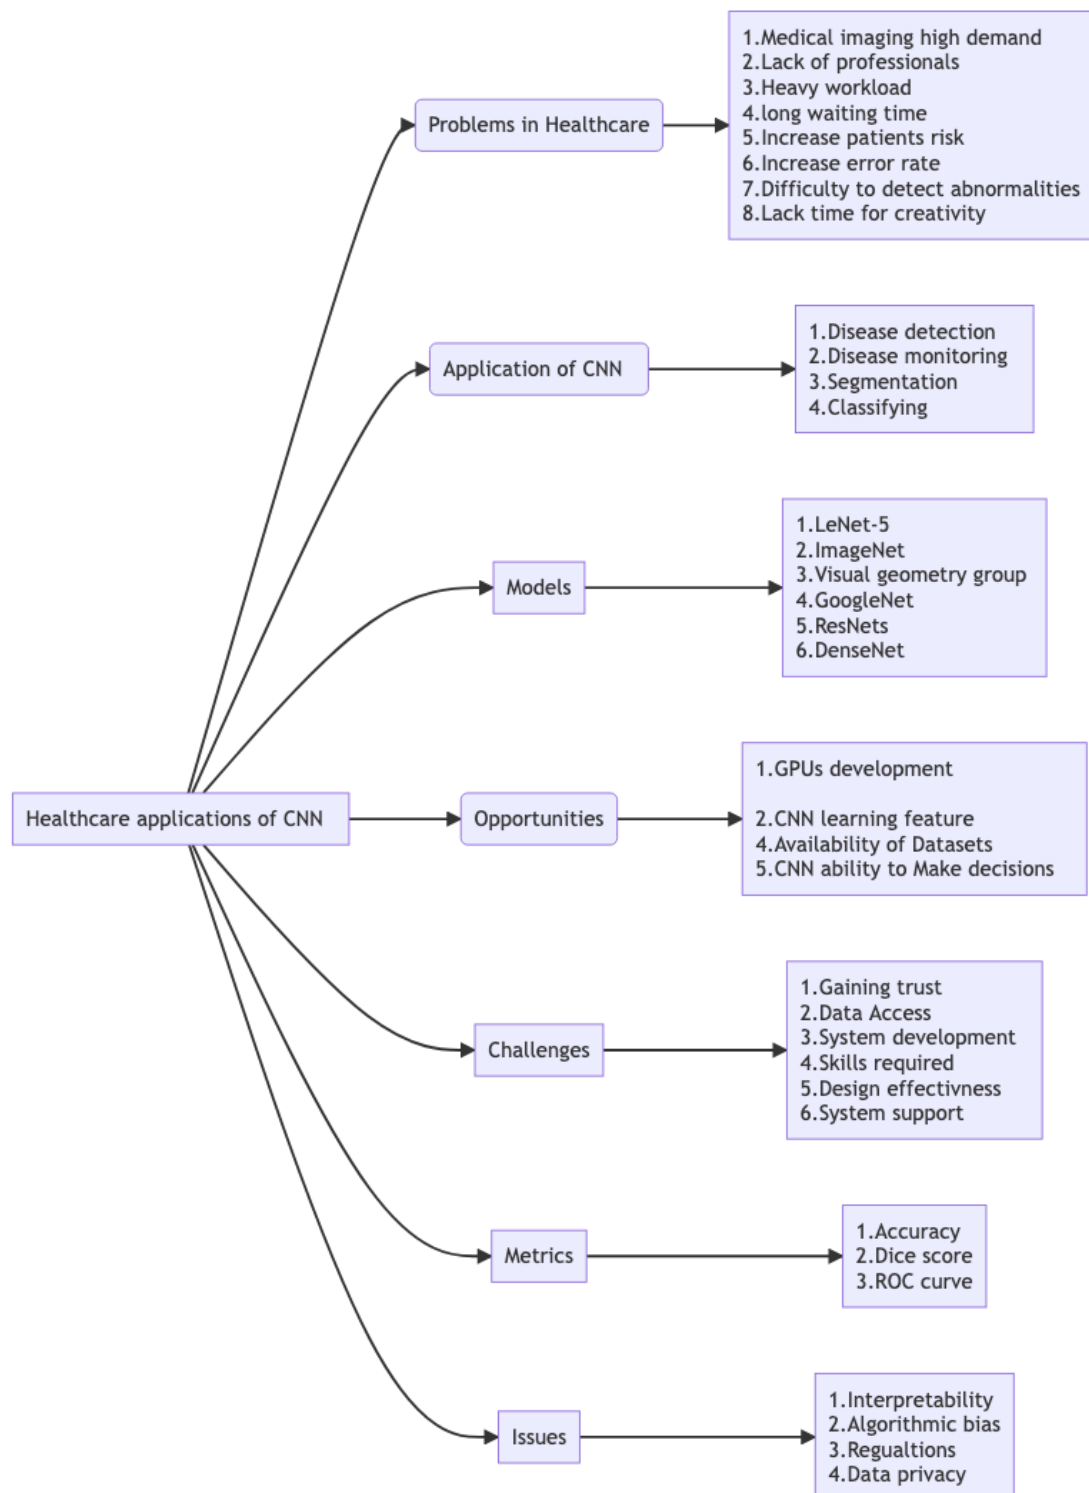 Healthcare applications of CNN
Problems in Healthcare
1.Medical imaging high demand
2.Lack of professionals
3.Heavy workload
4.long waiting time
5.Increase patients risk
6.Increase error rate
7.Difficulty to detect abnormalities
8.Lack time for creativity
Application of CNN
1.Disease detection
2.Disease monitoring
3.Segmentation
4.Classifying
Models
1.LeNet-5
2.ImageNet
3.Visual geometry group
4.GoogleNet
5.ResNets
6.DenseNet
Opportunities
1.GPUs development
2.CNN learning feature
4.Availability of Datasets
5.CNN ability to Make decisions
Challenges
1.Gaining trust
2.Data Access
3.System development
4.Skills required
5.Design effectivness
6.System support
Metrics
1.Accuracy
2.Dice score
3.ROC curve
Issues
1.Interpretability
2.Algorithmic bias
3.Regualtions
4.Data privacy